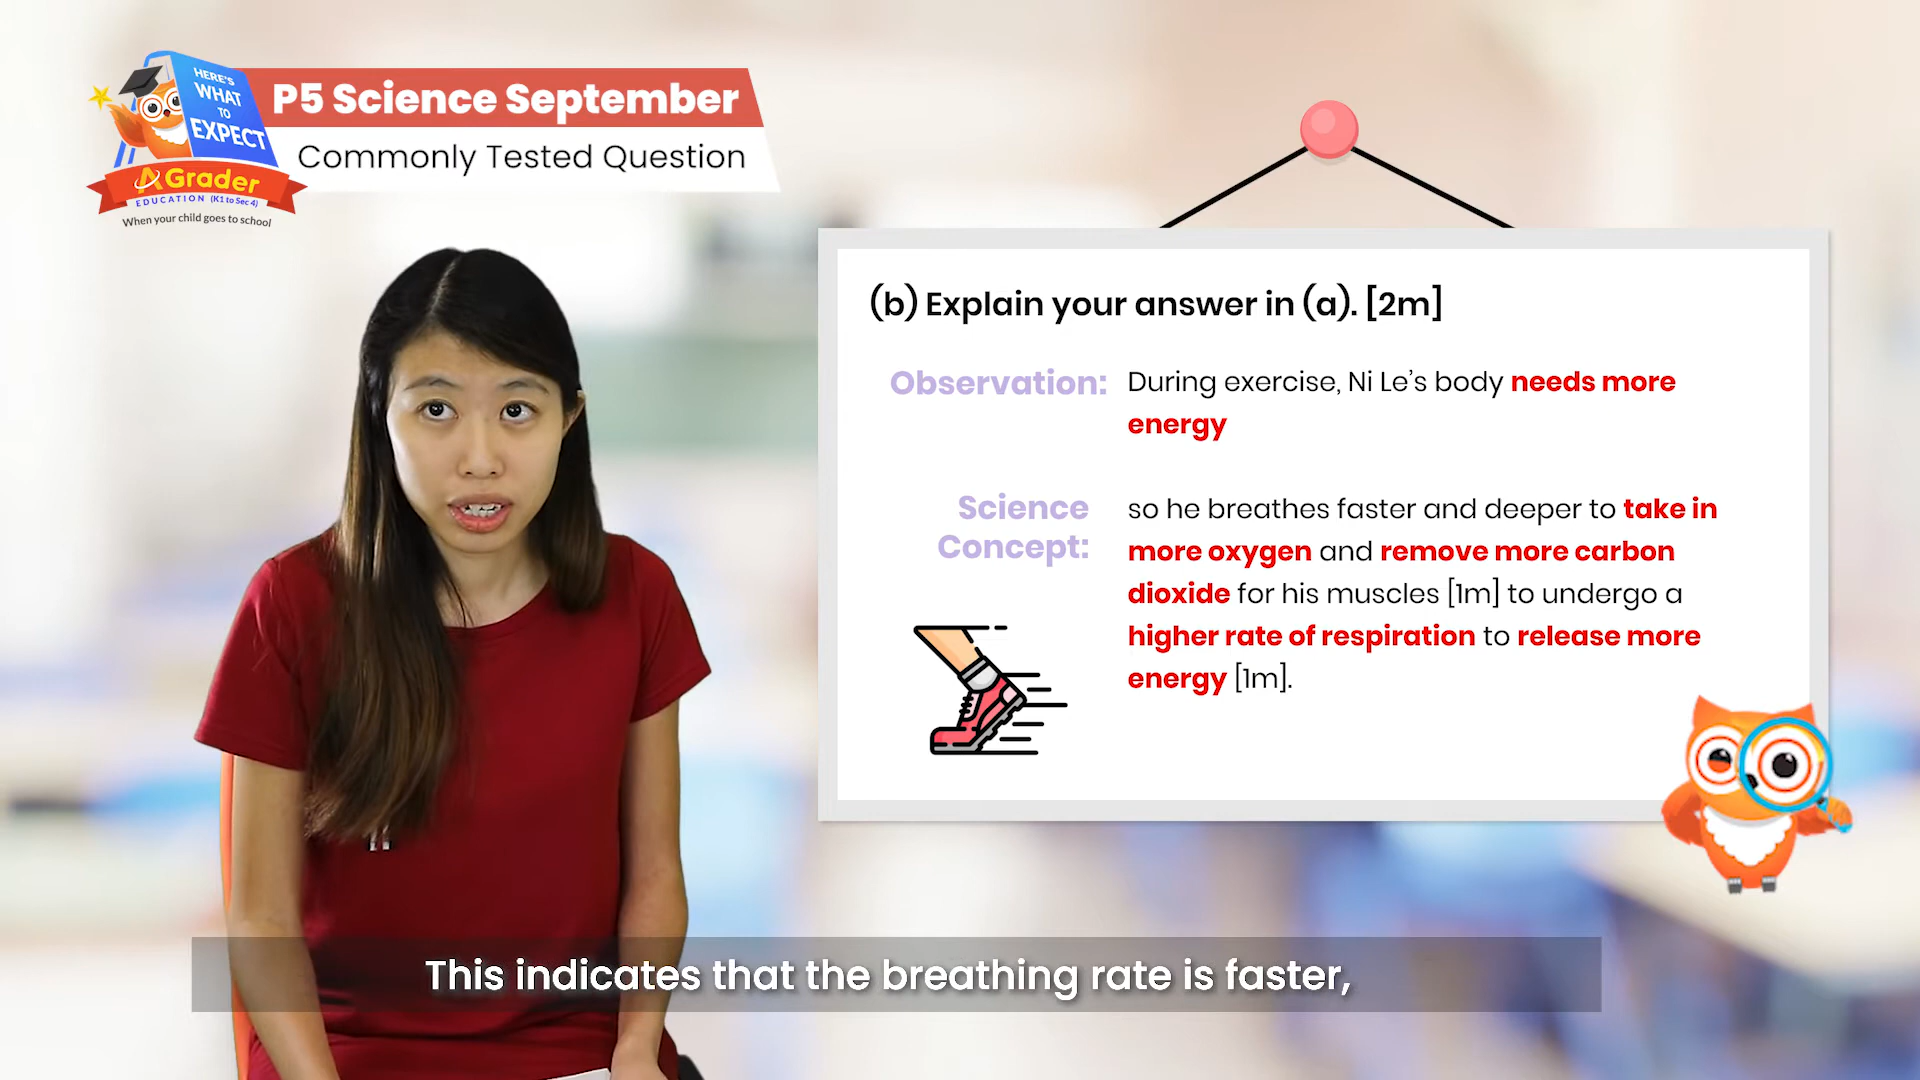 HERE'S
WHAT
TO
EXPECT
AGrader
EDUCATION (K1 to Sec 4)
When your child goes to school
P5 Science September
Commonly Tested Question
(b) Explain your answer in (a). [2m]
Observation: During exercise, Ni Le's body needs more
energy
Science so he breathes faster and deeper to take in
Concept: more oxygen and remove more carbon
dioxide for his muscles [1m] to undergo a
higher rate of respiration to release more
energy [1m].
This indicates that the breathing rate is faster,